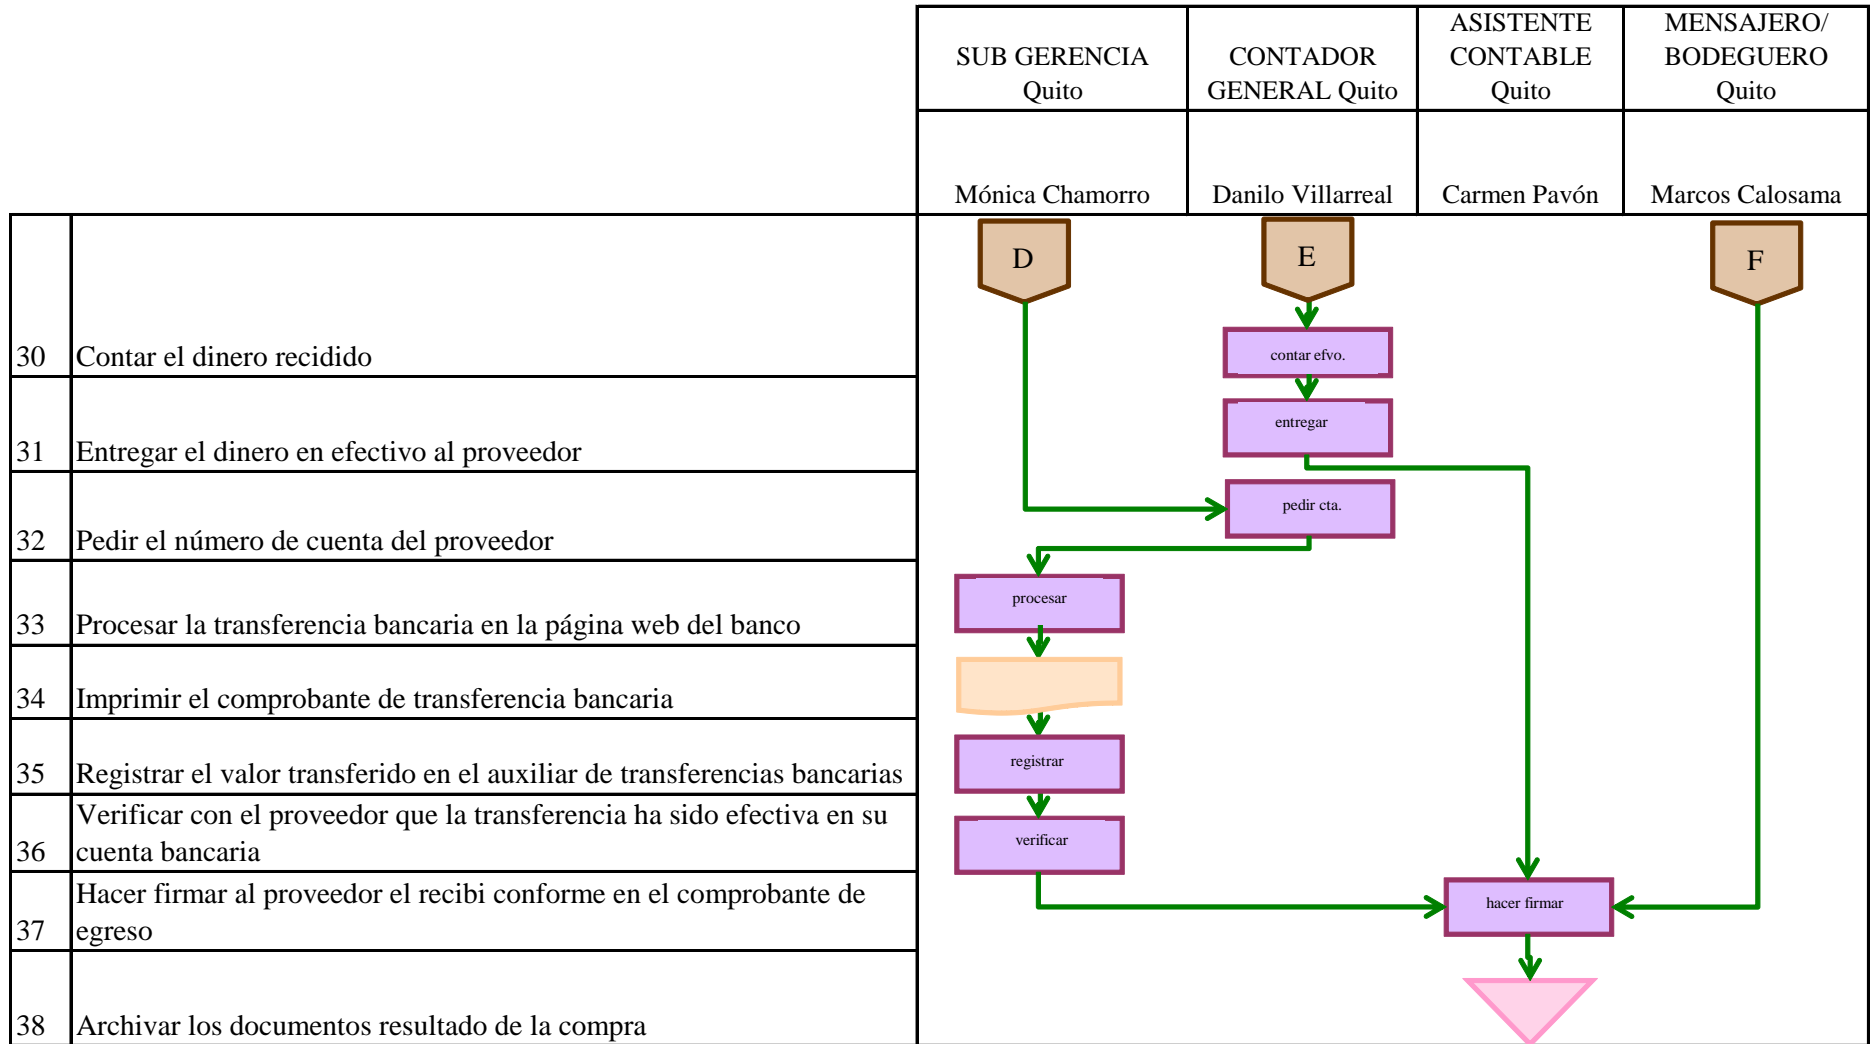 SUB GERENCIA
Quito
CONTADOR
GENERAL Quito
ASISTENTE
CONTABLE
Quito
MENSAJERO/
BODEGUERO
Quito
Mónica Chamorro
Danilo Villarreal
Carmen Pavón
Marcos Calosama
D
E
F
30 Contar el dinero recidido
contar efvo.
31 Entregar el dinero en efectivo al proveedor
entregar
32 Pedir el número de cuenta del proveedor
pedir cta.
33 Procesar la transferencia bancaria en la página web del banco
procesar
34 Imprimir el comprobante de transferencia bancaria
35 Registrar el valor transferido en el auxiliar de transferencias bancarias
registrar
Verificar con el proveedor que la transferencia ha sido efectiva en su
36 cuenta bancaria
verificar
Hacer firmar al proveedor el recibi conforme en el comprobante de
37 egreso
hacer firmar
38 Archivar los documentos resultado de la compra